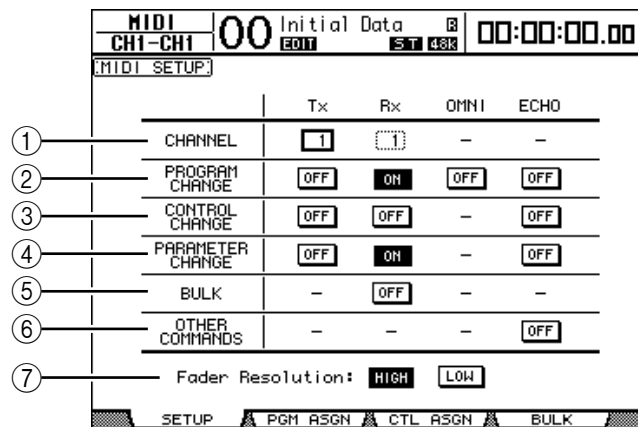 MIDI
CH1-CH1
00 Initial Data R
EDIT ST 48k
00:00:00.00
MIDI SETUP
Tx Rx OMNI ECHO
① CHANNEL 1 1 – –
② PROGRAM CHANGE OFF ON OFF OFF
③ CONTROL CHANGE OFF OFF – OFF
④ PARAMETER CHANGE OFF ON – OFF
⑤ BULK – OFF – –
⑥ OTHER COMMANDS – – – OFF
⑦ Fader Resolution: HIGH LOW
SETUP PGM ASGN CTL ASGN BULK